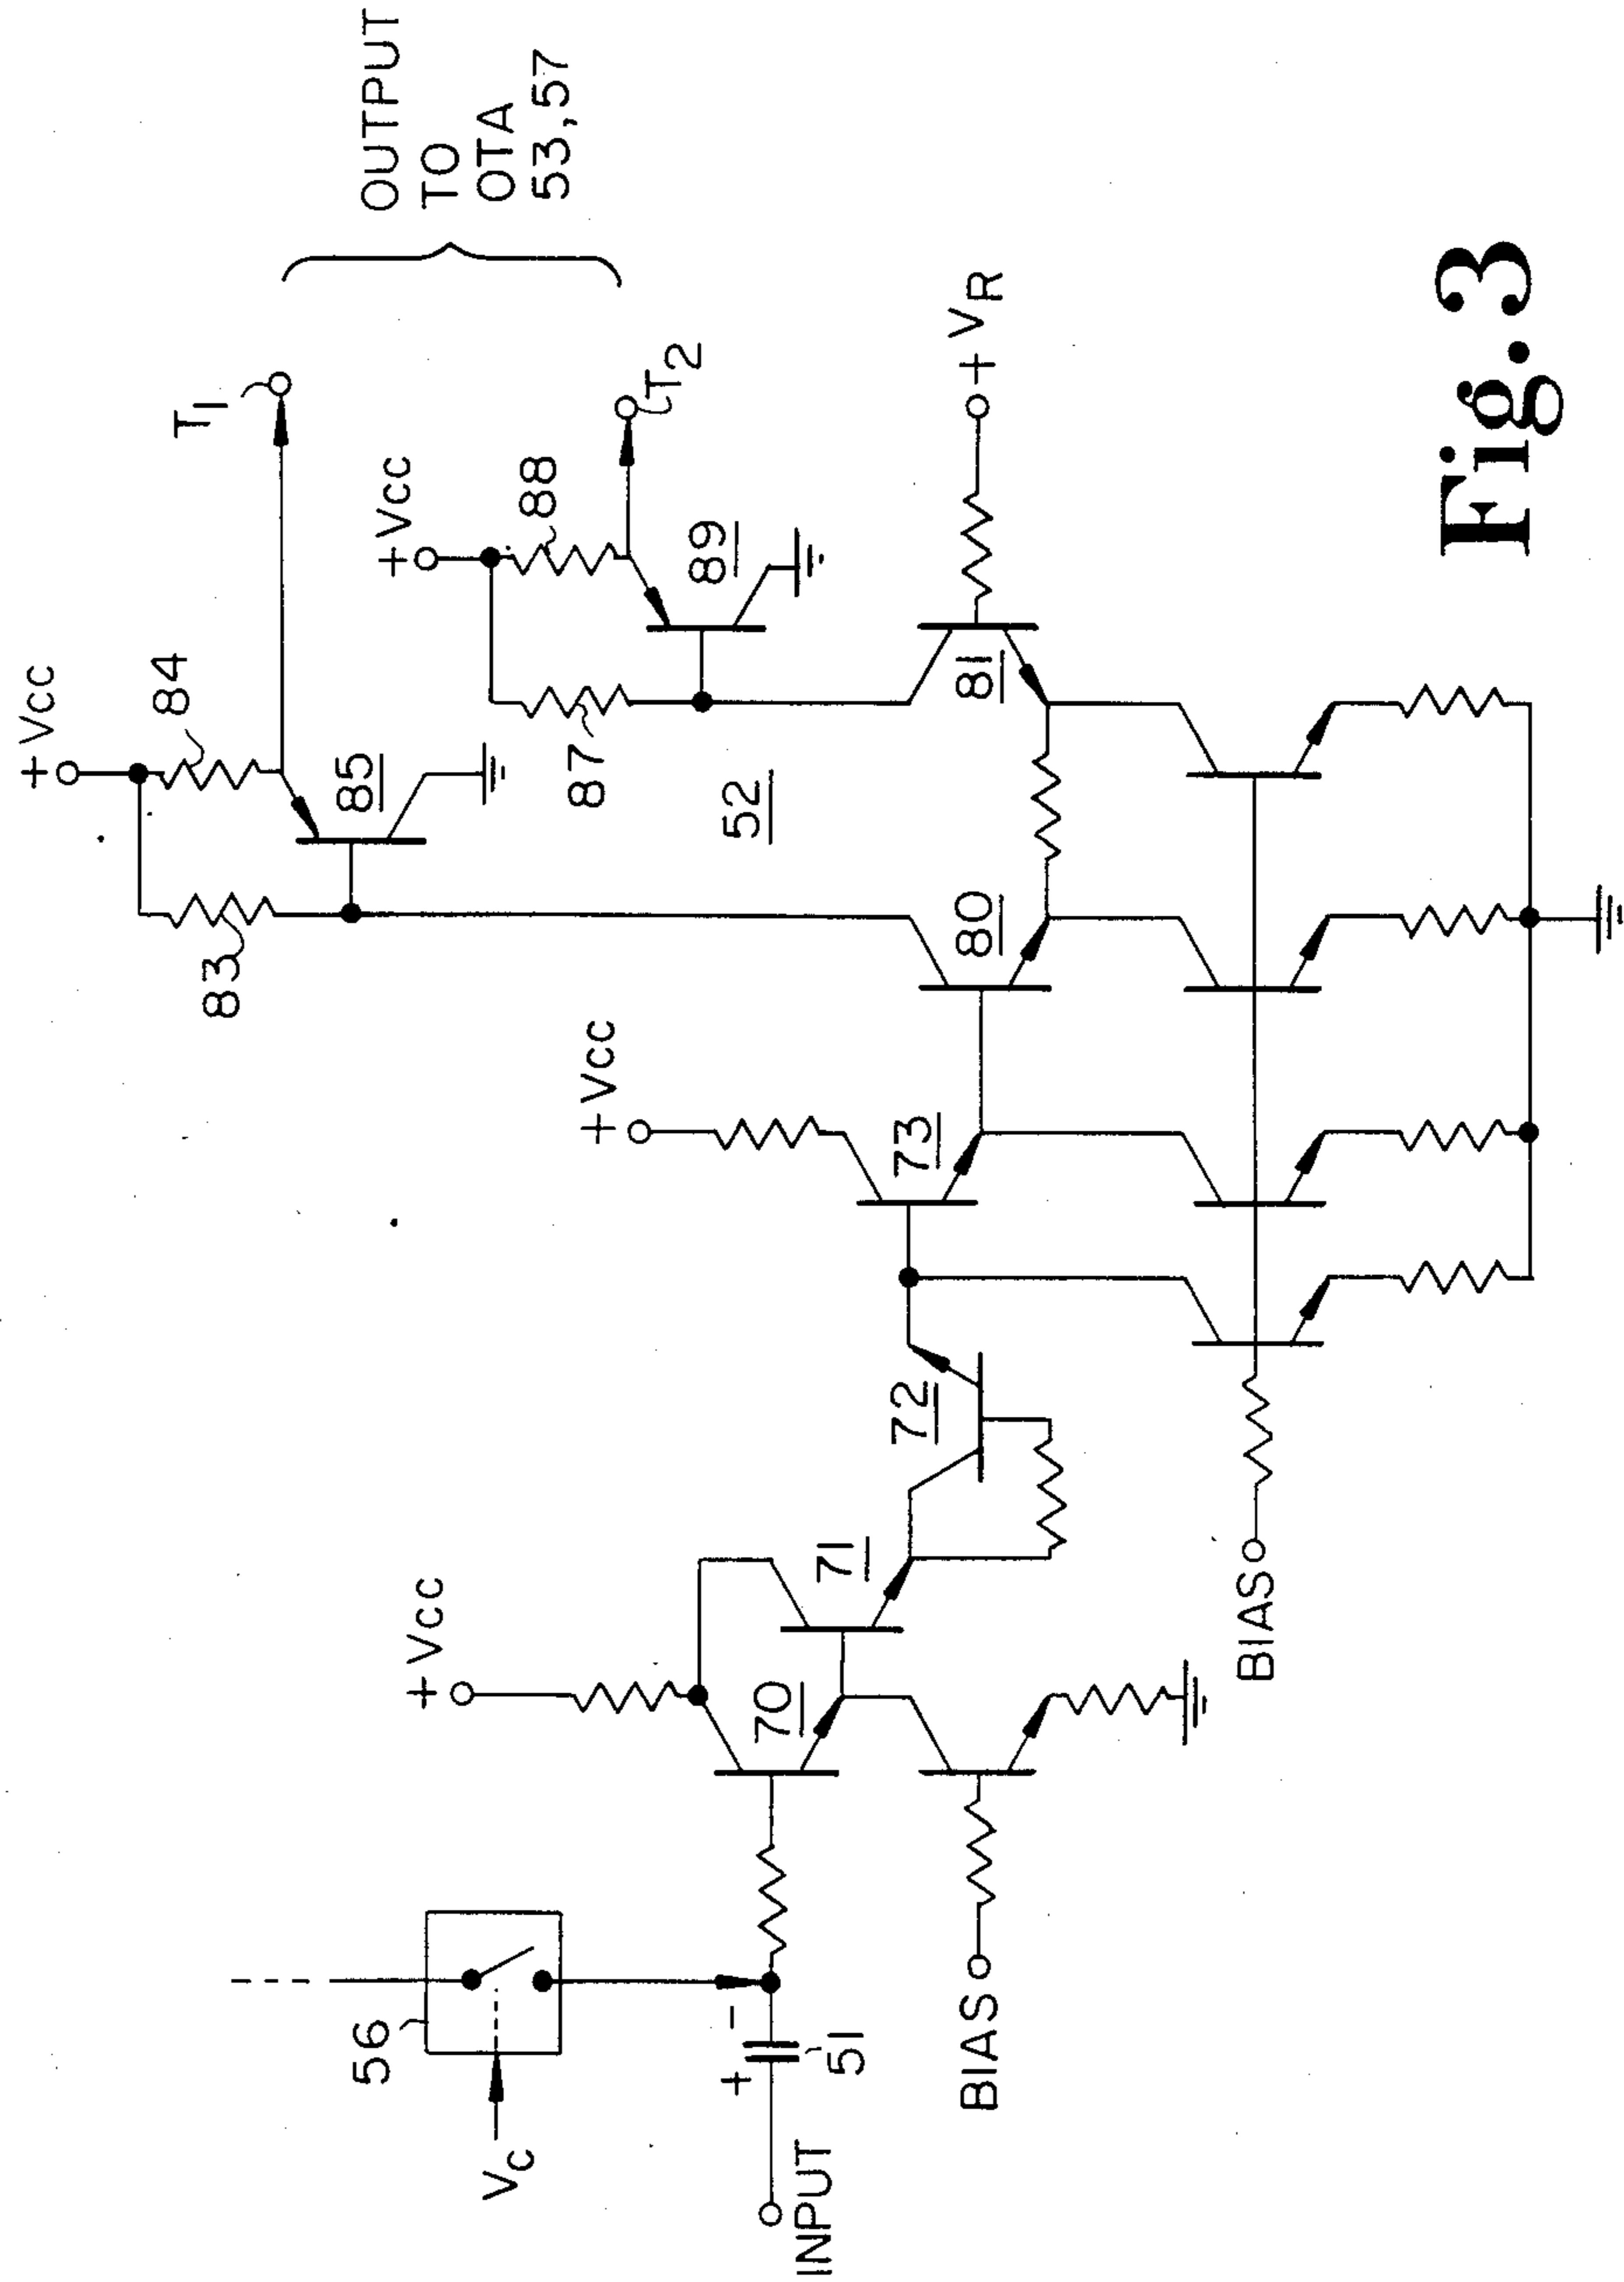 +Vcc
84
83
85
T1
OUTPUT
TO
OTA
53,57
+Vcc
88
87
89
T2
52
+Vcc
73
80
81
+VR
+Vcc
70
71
72
56
VC
+
-
51
INPUT
BIAS
BIAS
Fig. 3